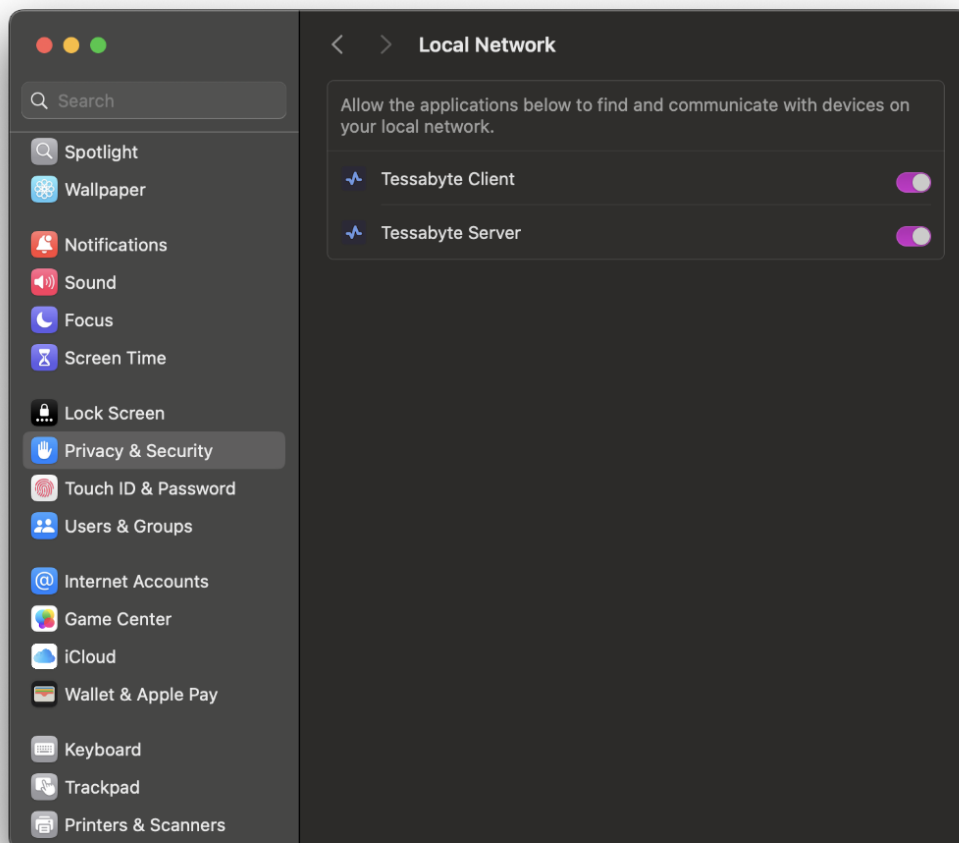 Search
Spotlight
Wallpaper
Notifications
Sound
Focus
Screen Time
Lock Screen
Privacy & Security
Touch ID & Password
Users & Groups
Internet Accounts
Game Center
iCloud
Wallet & Apple Pay
Keyboard
Trackpad
Printers & Scanners
Local Network
Allow the applications below to find and communicate with devices on
your local network.
Tessabyte Client
Tessabyte Server